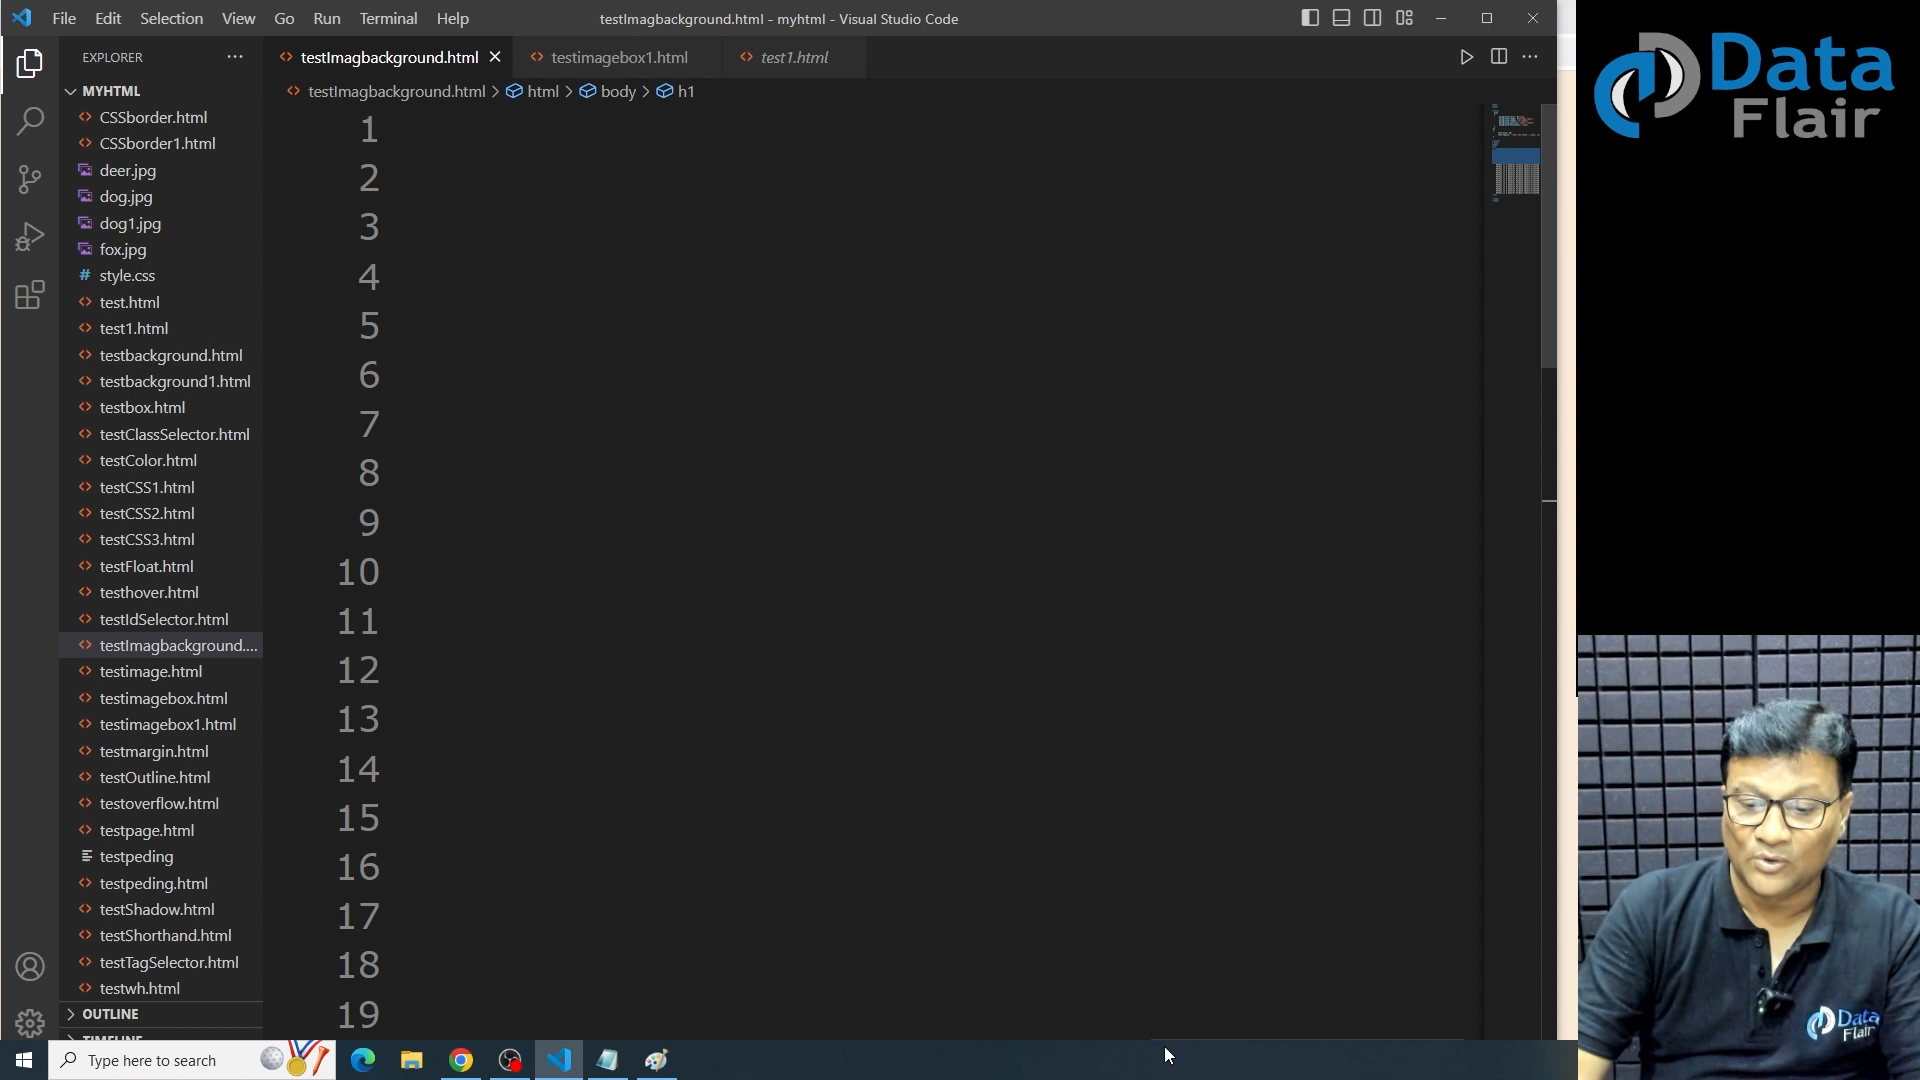 File Edit Selection View Go Run Terminal Help
testImagbackground.html - myhtml - Visual Studio Code
EXPLORER
testImagbackground.html
testimagebox1.html
test1.html
testImagbackground.html > html > body > h1
MYHTML
CSSborder.html
CSSborder1.html
deer.jpg
dog.jpg
dog1.jpg
fox.jpg
# style.css
test.html
test1.html
testbackground.html
testbackground1.html
testbox.html
testClassSelector.html
testColor.html
testCSS1.html
testCSS2.html
testCSS3.html
testFloat.html
testhover.html
testIdSelector.html
testImagbackground....
testimage.html
testimagebox.html
testimagebox1.html
testmargin.html
testOutline.html
testoverflow.html
testpage.html
testpeding
testpeding.html
testShadow.html
testShorthand.html
testTagSelector.html
testwh.html
OUTLINE
TIMELINE
1
2
3
4
5
6
7
8
9
10
11
12
13
14
15
16
17
18
19
Type here to search
Data
Flair
Data
Flair